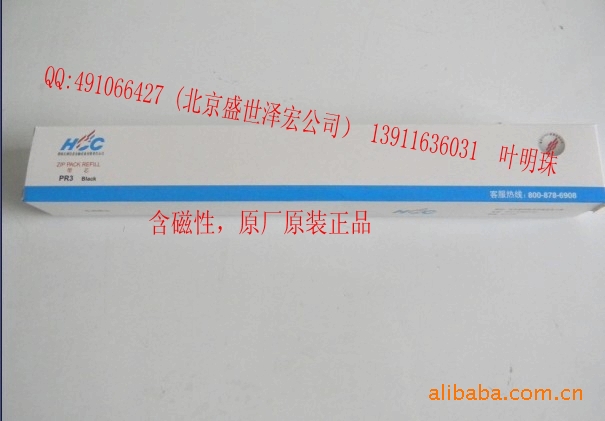 QQ:491066427 (北京盛世泽宏公司) 13911636031 叶明珠
HCC
ZIP PACK REFILL
PR3 Black
客服热线:800-878-6908
含磁性，原厂原装正品
alibaba.com.cn